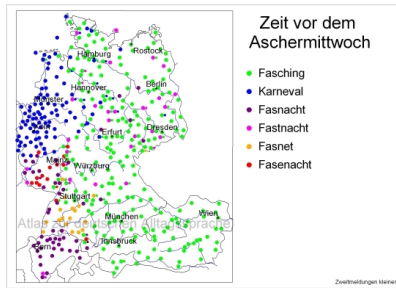 Zeit vor dem
Aschermittwoch
Fasching
Karneval
Fasnacht
Fastnacht
Fasnet
Fasenacht
Hamburg
Rostock
Hannover
Berlin
Münster
Köln
Erfurt
Dresden
Mainz
Würzburg
Stuttgart
Atlas zur deutschen Alltagssprache
München
Wien
Bern
Innsbruck
Zweitmeldungen kleiner